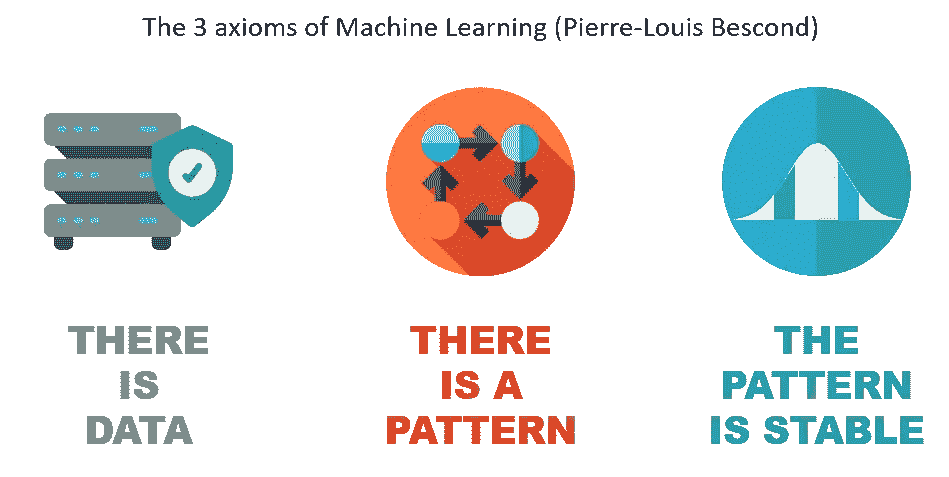 The 3 axioms of Machine Learning (Pierre-Louis Bescond)
THERE
IS
DATA
THERE
IS A
PATTERN
THE
PATTERN
IS STABLE